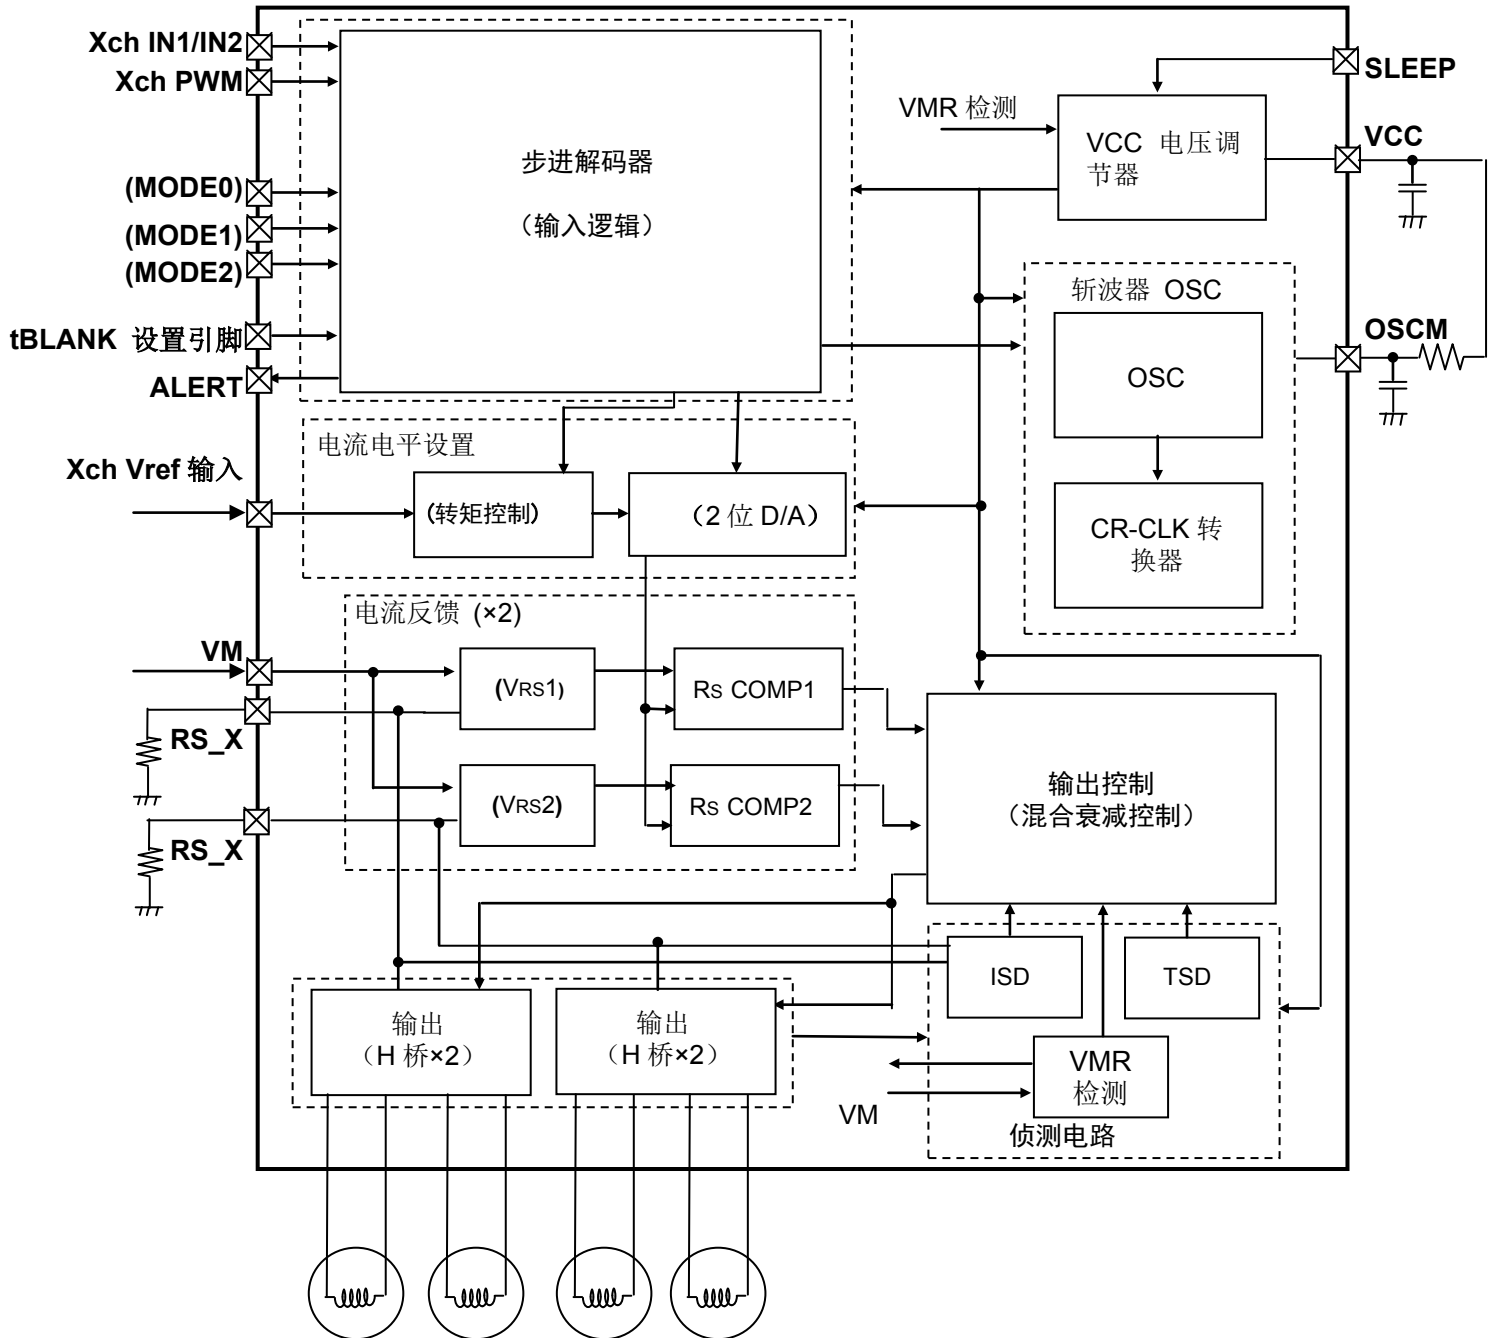 Xch IN1/IN2
Xch PWM
(MODE0)
(MODE1)
(MODE2)
tBLANK 设置引脚
ALERT
Xch Vref 输入
VM
RS_X
RS_X
步进解码器
（输入逻辑）
VMR 检测
VCC 电压调
节器
SLEEP
VCC
OSCM
斩波器 OSC
OSC
CR-CLK 转
换器
电流电平设置
(转矩控制)
（2 位 D/A）
电流反馈 (×2)
(VRS1)
RS COMP1
(VRS2)
RS COMP2
输出控制
（混合衰减控制）
ISD
TSD
VMR
检测
VM
侦测电路
输出
（H 桥×2）
输出
（H 桥×2）